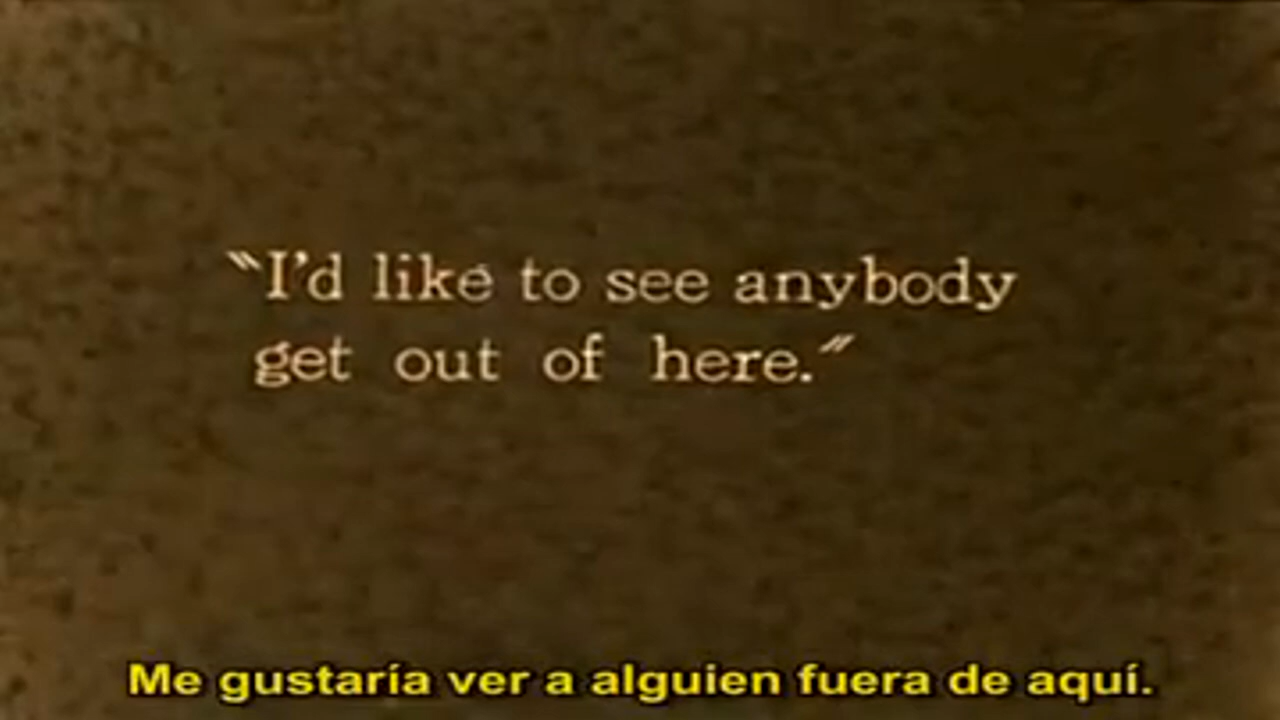 "I'd like to see anybody
get out of here."
Me gustaría ver a alguien fuera de aquí.